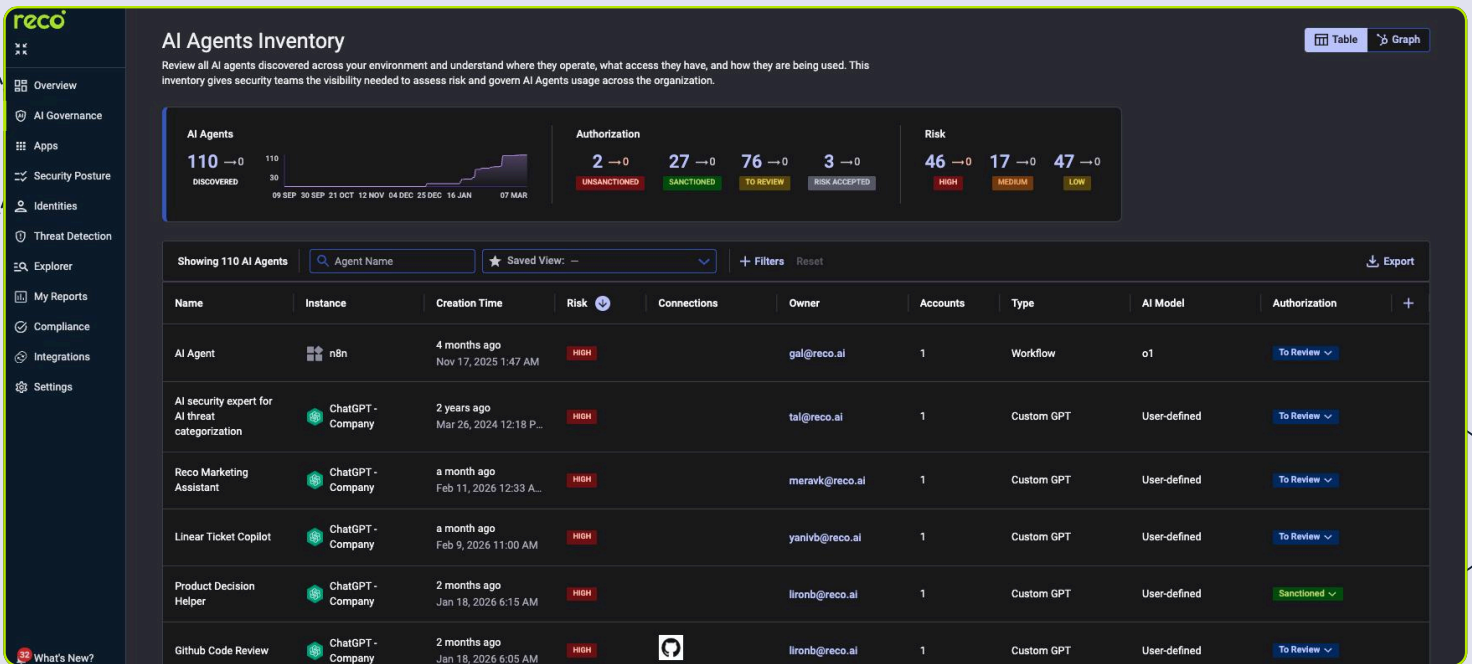 reco
Overview
AI Governance
Apps
Security Posture
Identities
Threat Detection
Explorer
My Reports
Compliance
Integrations
Settings
32
What's New?
AI Agents Inventory
Table
Graph
Review all AI agents discovered across your environment and understand where they operate, what access they have, and how they are being used. This
inventory gives security teams the visibility needed to assess risk and govern AI Agents usage across the organization.
AI Agents
110 →0
DISCOVERED
110
30
09 SEP 30 SEP 21 OCT 12 NOV 04 DEC 25 DEC 16 JAN 07 MAR
Authorization
2 →0 27 →0 76 →0 3 →0
UNSANCTIONED SANCTIONED TO REVIEW RISK ACCEPTED
Risk
46 →0 17 →0 47 →0
HIGH MEDIUM LOW
Showing 110 AI Agents
Agent Name
Saved View: —
+ Filters
Reset
Export
Name Instance Creation Time Risk Connections Owner Accounts Type AI Model Authorization +
AI Agent
n8n
4 months ago
Nov 17, 2025 1:47 AM
HIGH
gal@reco.ai
1
Workflow
o1
To Review
AI security expert for
AI threat
categorization
ChatGPT -
Company
2 years ago
Mar 26, 2024 12:18 P...
HIGH
tal@reco.ai
1
Custom GPT
User-defined
To Review
Reco Marketing
Assistant
ChatGPT -
Company
a month ago
Feb 11, 2026 12:33 A...
HIGH
meravk@reco.ai
1
Custom GPT
User-defined
To Review
Linear Ticket Copilot
ChatGPT -
Company
a month ago
Feb 9, 2026 11:00 AM
HIGH
yanivb@reco.ai
1
Custom GPT
User-defined
To Review
Product Decision
Helper
ChatGPT -
Company
2 months ago
Jan 18, 2026 6:15 AM
HIGH
lironb@reco.ai
1
Custom GPT
User-defined
Sanctioned
Github Code Review
ChatGPT -
Company
2 months ago
Jan 18, 2026 6:05 AM
HIGH
lironb@reco.ai
1
Custom GPT
User-defined
To Review